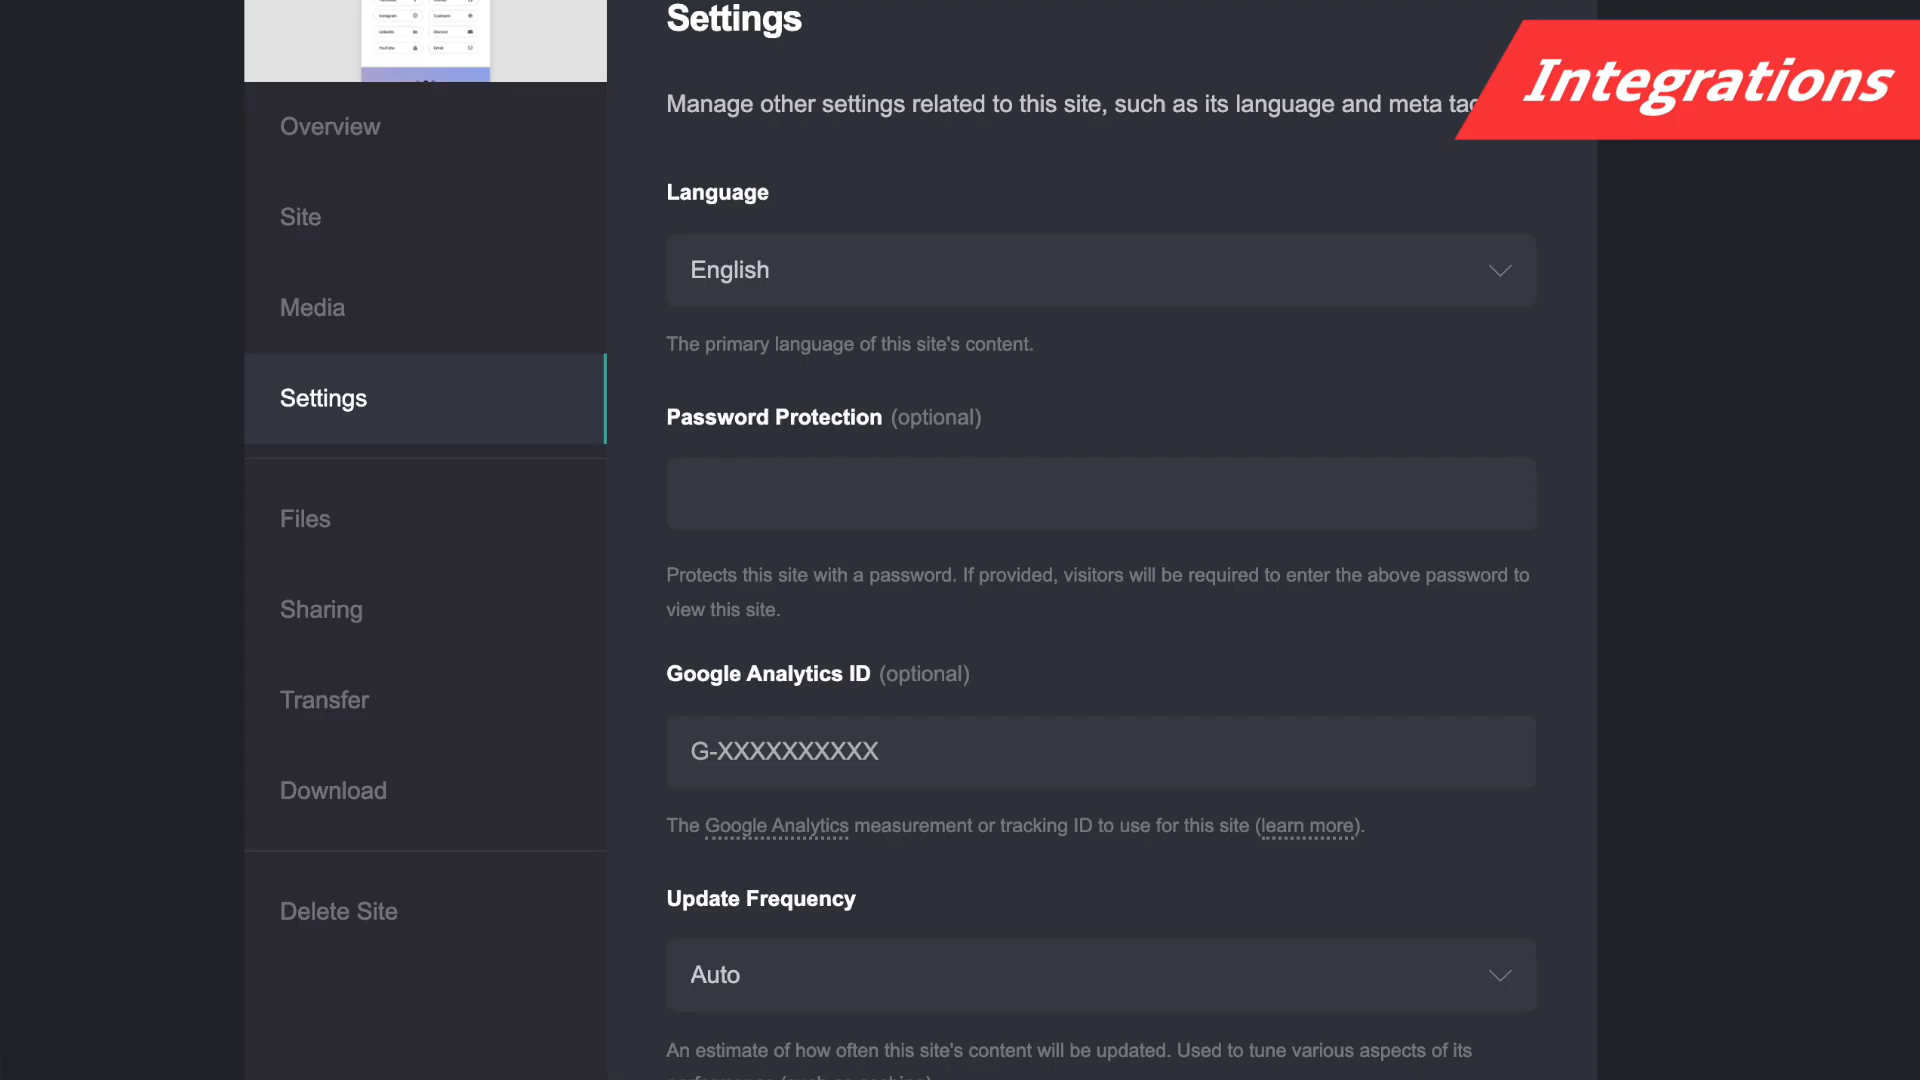 Settings
Integrations
Manage other settings related to this site, such as its language and meta
Overview
Site
Media
Settings
Files
Sharing
Transfer
Download
Delete Site
Language
English
The primary language of this site's content.
Password Protection (optional)
Protects this site with a password. If provided, visitors will be required to enter the above password to
view this site.
Google Analytics ID (optional)
G-XXXXXXXXXX
The Google Analytics measurement or tracking ID to use for this site (learn more).
Update Frequency
Auto
An estimate of how often this site's content will be updated. Used to tune various aspects of its